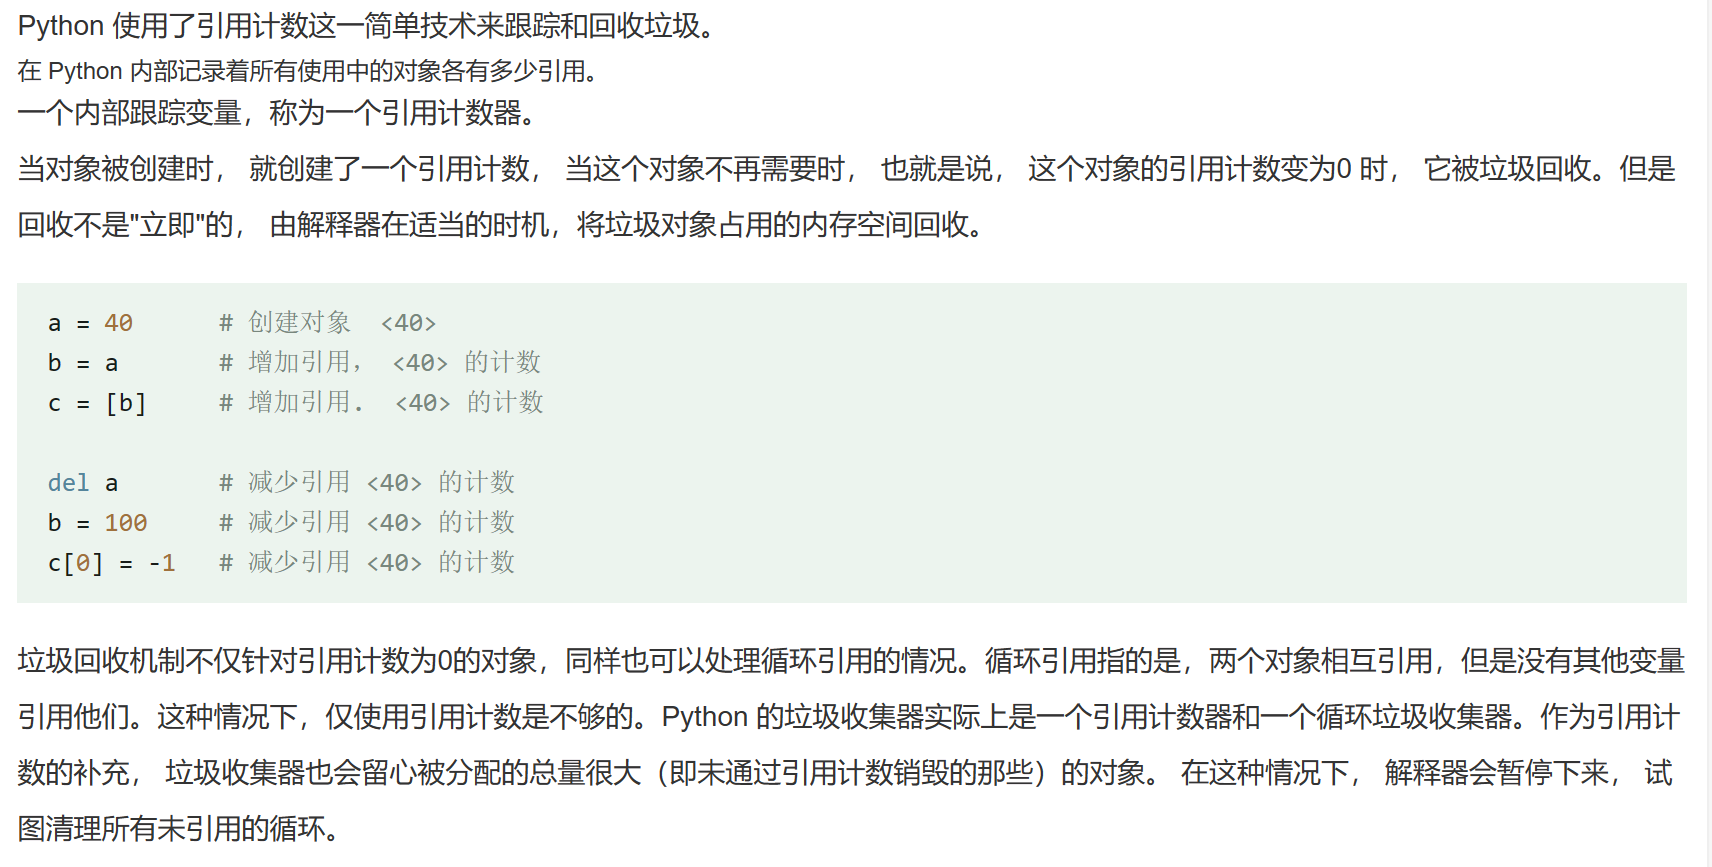 Python 使用了引用计数这一简单技术来跟踪和回收垃圾。
在 Python 内部记录着所有使用中的对象各有多少引用。
一个内部跟踪变量，称为一个引用计数器。
当对象被创建时， 就创建了一个引用计数， 当这个对象不再需要时， 也就是说， 这个对象的引用计数变为0 时， 它被垃圾回收。但是
回收不是"立即"的， 由解释器在适当的时机，将垃圾对象占用的内存空间回收。
a = 40      # 创建对象  <40>
b = a       # 增加引用， <40> 的计数
c = [b]     # 增加引用.  <40> 的计数
del a       # 减少引用 <40> 的计数
b = 100     # 减少引用 <40> 的计数
c[0] = -1   # 减少引用 <40> 的计数
垃圾回收机制不仅针对引用计数为0的对象，同样也可以处理循环引用的情况。循环引用指的是，两个对象相互引用，但是没有其他变量
引用他们。这种情况下，仅使用引用计数是不够的。Python 的垃圾收集器实际上是一个引用计数器和一个循环垃圾收集器。作为引用计
数的补充， 垃圾收集器也会留心被分配的总量很大（即未通过引用计数销毁的那些）的对象。 在这种情况下， 解释器会暂停下来， 试
图清理所有未引用的循环。